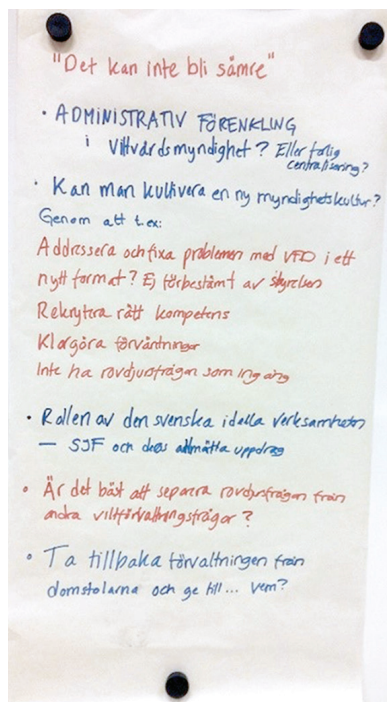 "Det kan inte bli sämre"
· ADMINISTRATIV FÖRENKLING
i Viltvårdsmyndighet? Eller farlig
centralisering?
· Kan man kultivera en ny myndighetskultur?
Genom att t.ex:
Addressera och fixa problemen med VFD i ett
nytt format? Ej förbestämt av styrelsen
Rekrytera rätt kompetens
Klargöra förväntningar
Inte ha rovdjursfrågan som ingång
· Rollen av den svenska idella verksamheten
— SJF och deras allmätta uppdrag
· Är det bäst att separera rovdjursfrågan från
andra viltförvaltningsfrågor?
· Ta tillbaka förvaltningen från
domstolarna och ge till... vem?